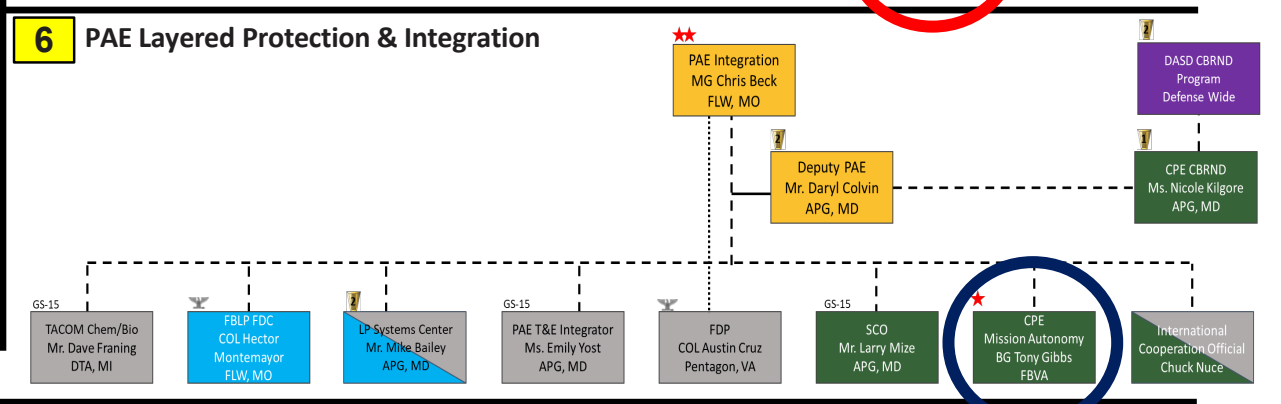 6 PAE Layered Protection & Integration
PAE Integration
MG Chris Beck
FLW, MO
2
DASD CBRND
Program
Defense Wide
2
Deputy PAE
Mr. Daryl Colvin
APG, MD
1
CPE CBRND
Ms. Nicole Kilgore
APG, MD
GS-15
TACOM Chem/Bio
Mr. Dave Franing
DTA, MI
FBLP FDC
COL Hector
Montemayor
FLW, MO
2
LP Systems Center
Mr. Mike Bailey
APG, MD
GS-15
PAE T&E Integrator
Ms. Emily Yost
APG, MD
FDP
COL Austin Cruz
Pentagon, VA
GS-15
SCO
Mr. Larry Mize
APG, MD
CPE
Mission Autonomy
BG Tony Gibbs
FBVA
International
Cooperation Official
Chuck Nuce